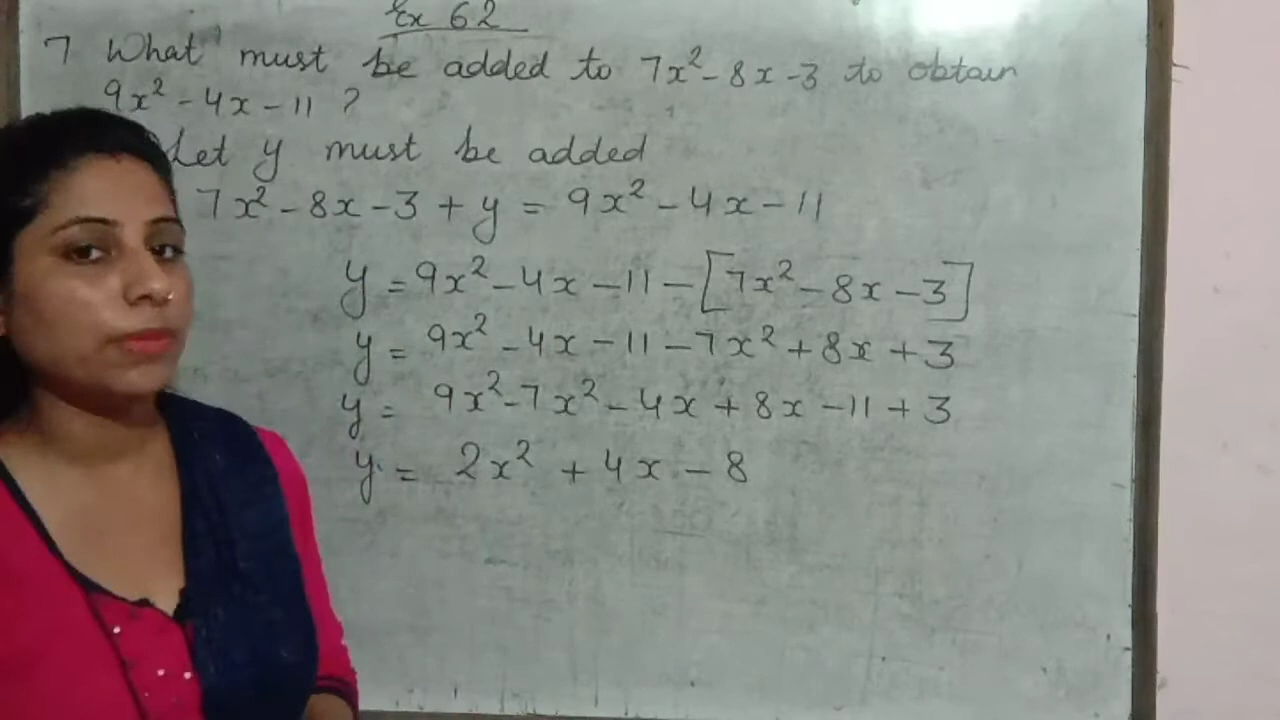 Ex 6.2
7 What must be added to 7x² - 8x - 3 to obtain
9x² - 4x - 11 ?
Let y must be added
7x² - 8x - 3 + y = 9x² - 4x - 11
y = 9x² - 4x - 11 - [7x² - 8x - 3]
y = 9x² - 4x - 11 - 7x² + 8x + 3
y = 9x² - 7x² - 4x + 8x - 11 + 3
y = 2x² + 4x - 8